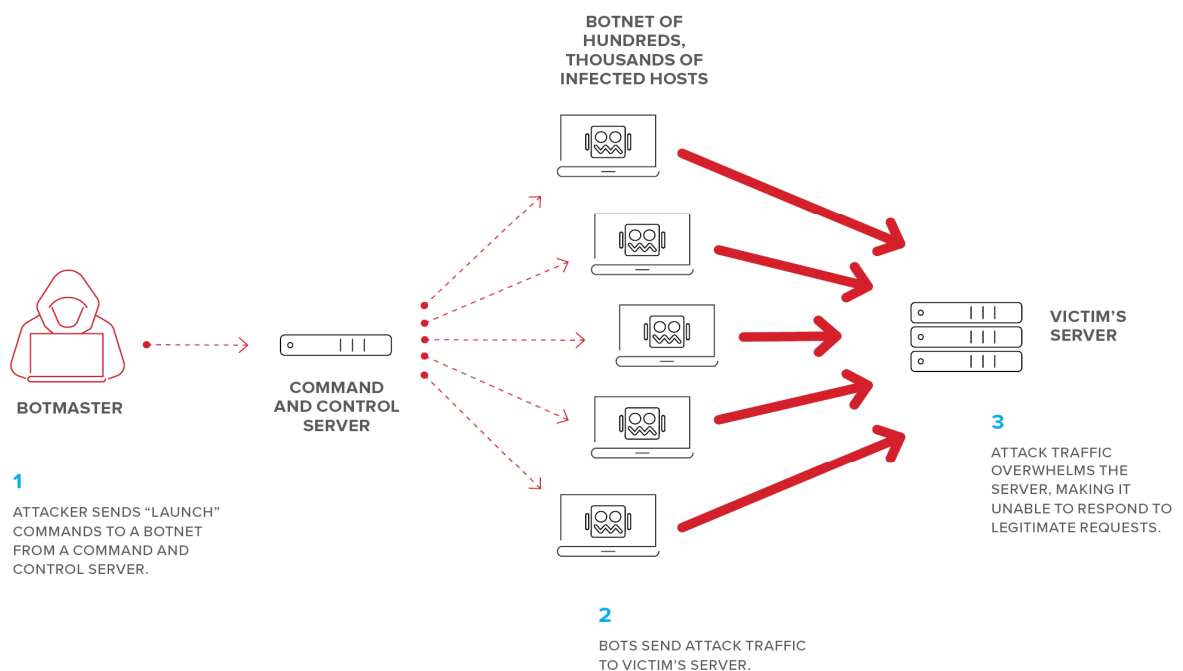 BOTNET OF
HUNDREDS,
THOUSANDS OF
INFECTED HOSTS
BOTMASTER
COMMAND
AND CONTROL
SERVER
VICTIM’S
SERVER
1
ATTACKER SENDS “LAUNCH”
COMMANDS TO A BOTNET
FROM A COMMAND AND
CONTROL SERVER.
2
BOTS SEND ATTACK TRAFFIC
TO VICTIM’S SERVER.
3
ATTACK TRAFFIC
OVERWHELMS THE
SERVER, MAKING IT
UNABLE TO RESPOND TO
LEGITIMATE REQUESTS.